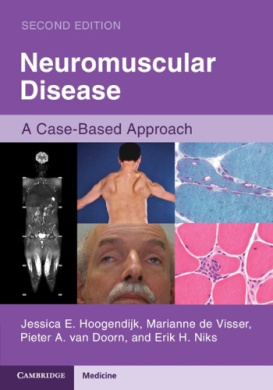 SECOND EDITION
Neuromuscular
Disease
A Case-Based Approach
Jessica E. Hoogendijk, Marianne de Visser,
Pieter A. van Doorn, and Erik H. Niks
CAMBRIDGE
Medicine